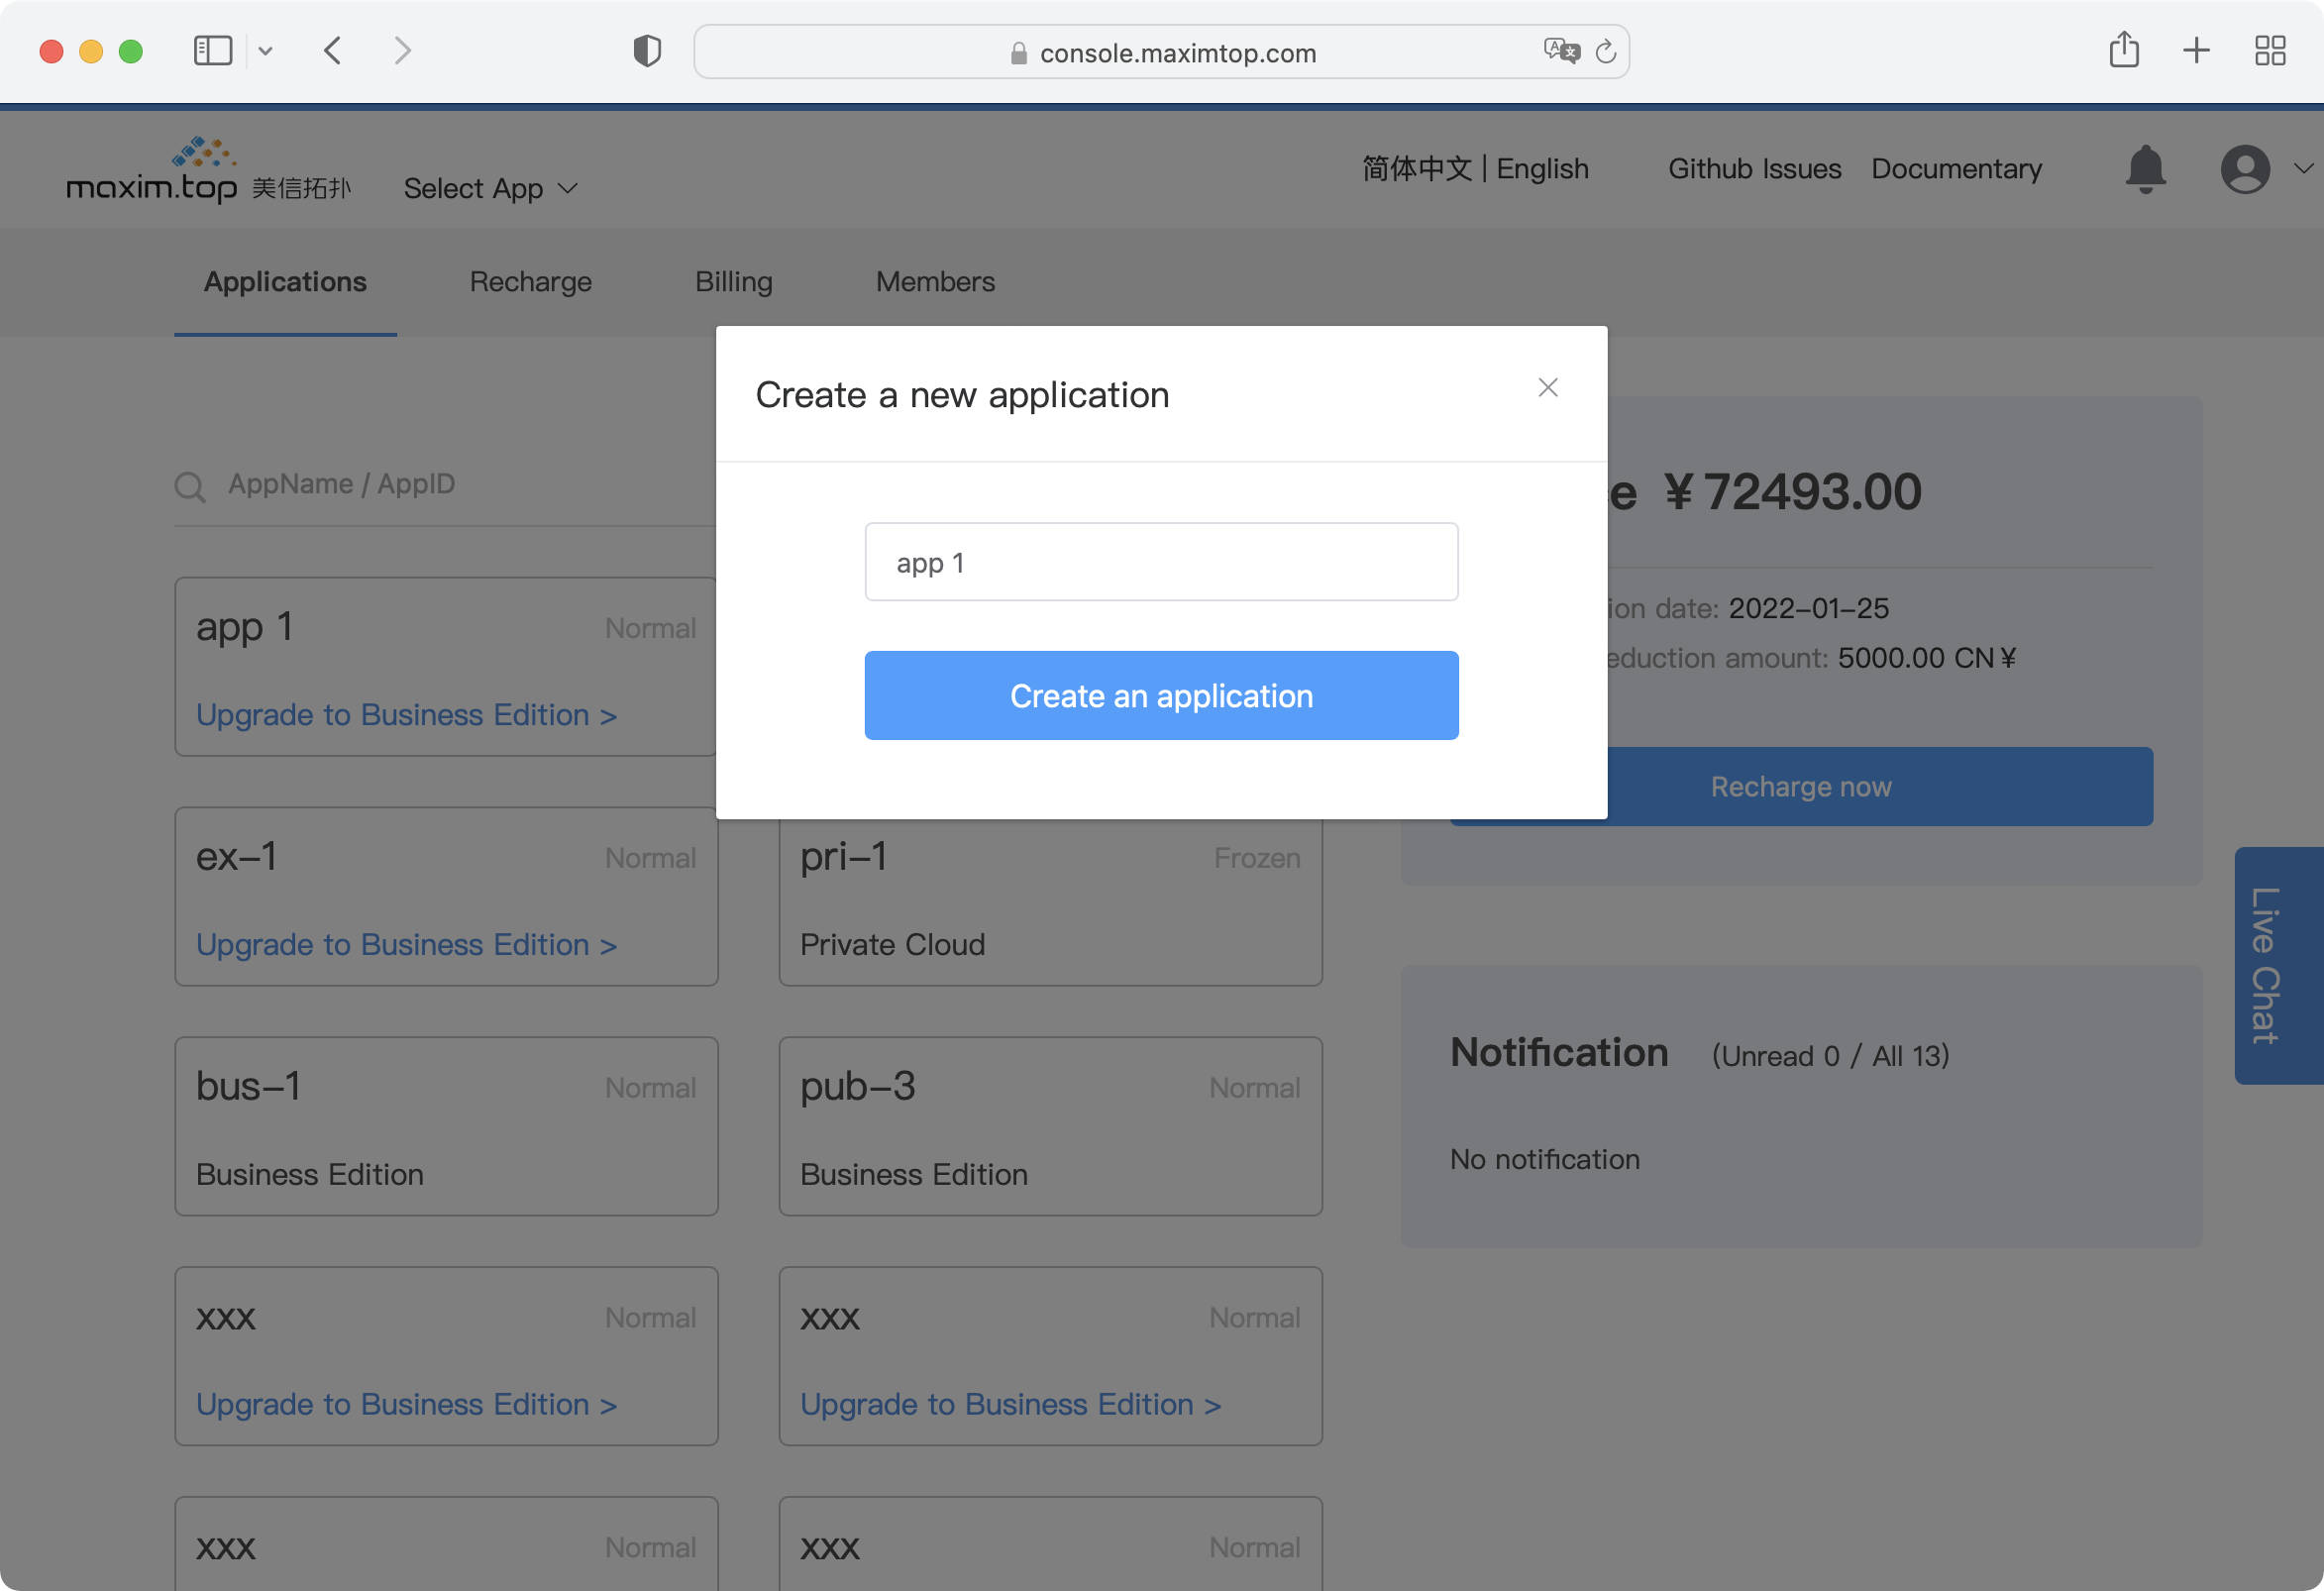 console.maximtop.com
maxim.top 美信拓扑
Select App
简体中文 | English
Github Issues
Documentary
Applications
Recharge
Billing
Members
Create a new application
app 1
Create an application
AppName / AppID
app 1
Normal
Upgrade to Business Edition >
ex-1
Normal
Upgrade to Business Edition >
pri-1
Frozen
Private Cloud
bus-1
Normal
Business Edition
pub-3
Normal
Business Edition
xxx
Normal
Upgrade to Business Edition >
xxx
Normal
Upgrade to Business Edition >
xxx
Normal
xxx
Normal
¥72493.00
date: 2022-01-25
amount: 5000.00 CN¥
Recharge now
Notification (Unread 0 / All 13)
No notification
Live Chat